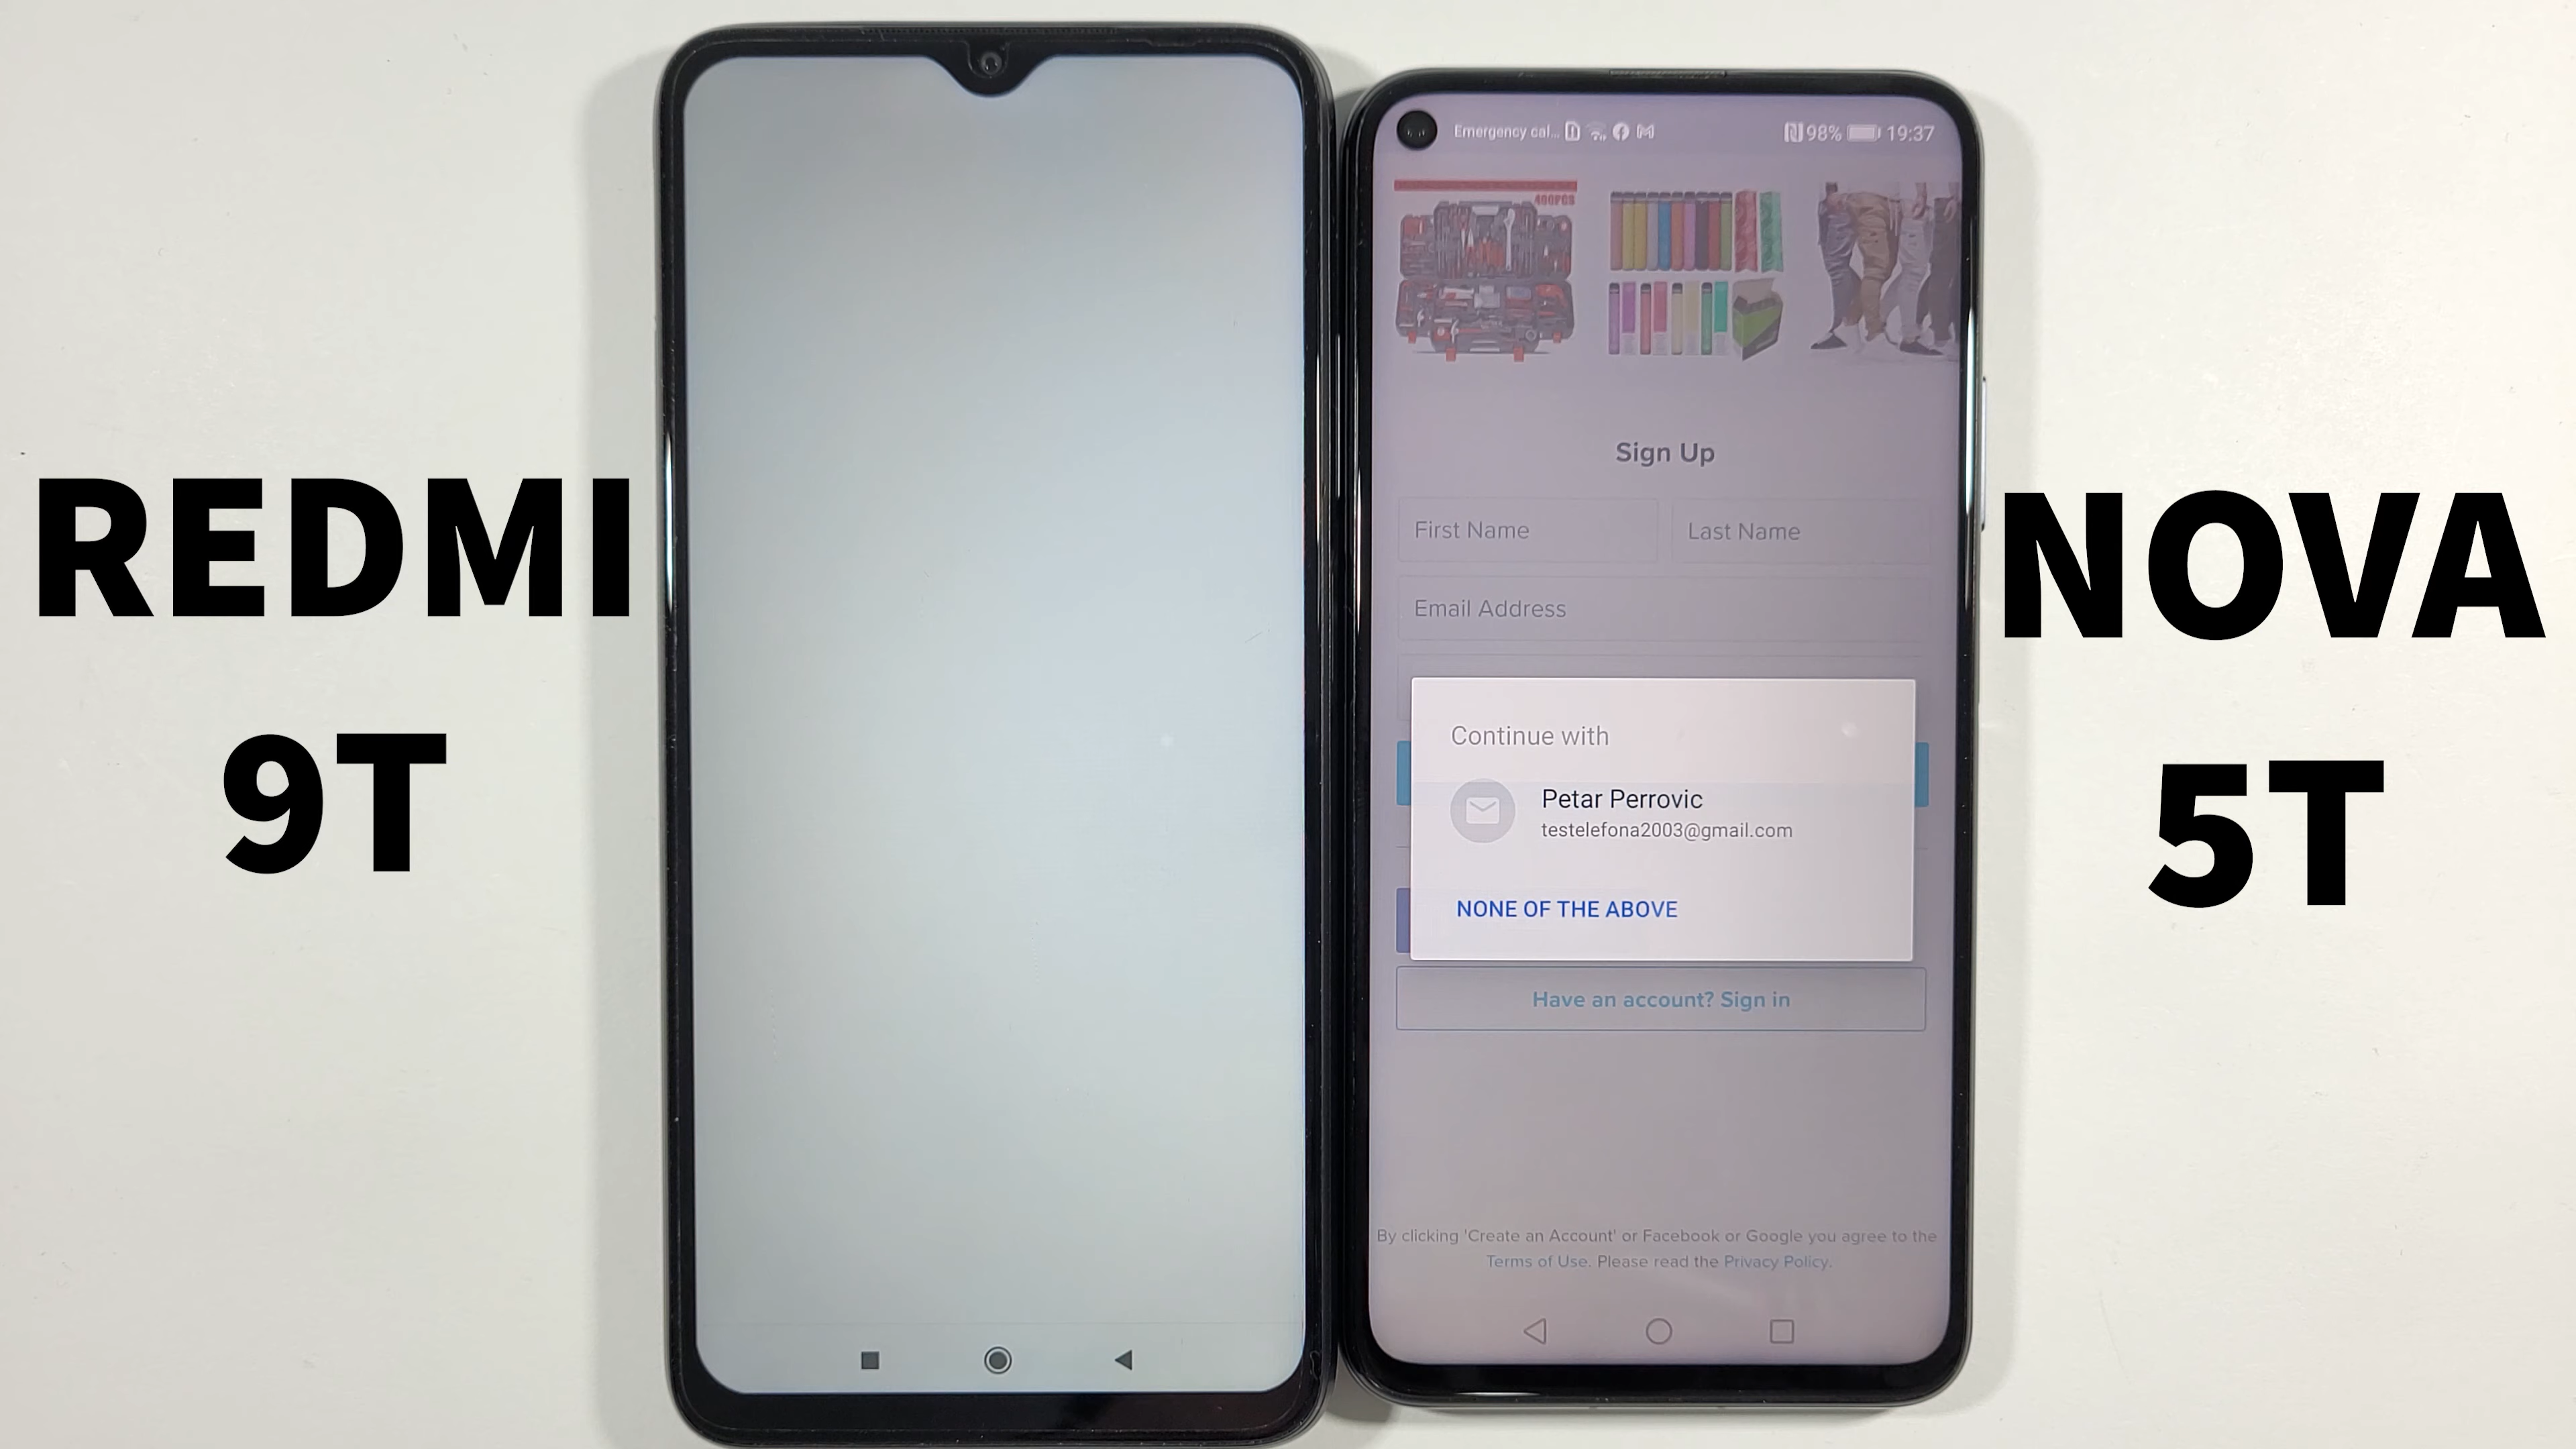 REDMI
9T
Emergency cal...
98%
19:37
400PCS
Sign Up
First Name
Last Name
Email Address
Continue with
Petar Perrovic
testelefona2003@gmail.com
NONE OF THE ABOVE
Have an account? Sign in
By clicking 'Create an Account' or Facebook or Google you agree to the
Terms of Use. Please read the Privacy Policy.
NOVA
5T